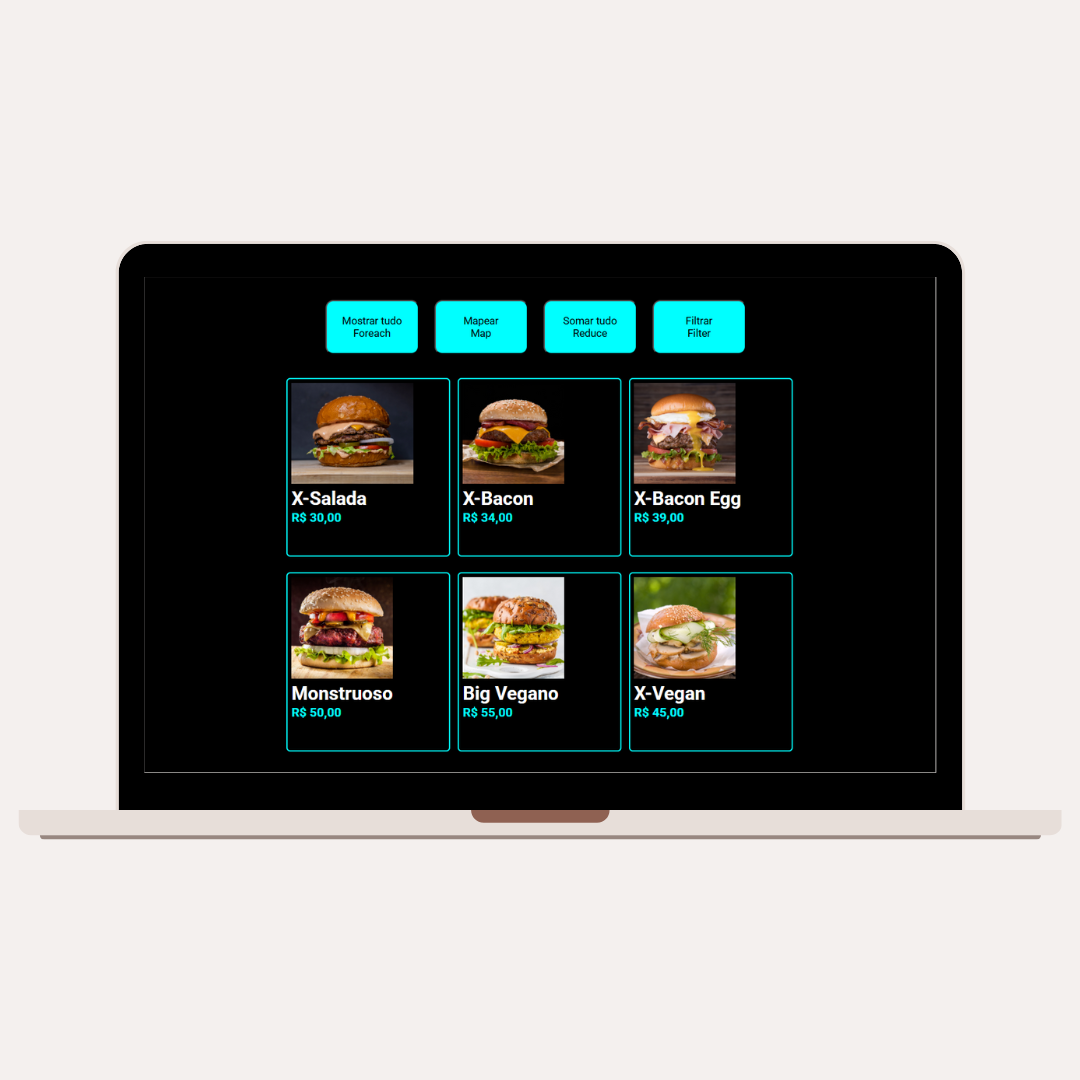 Mostrar tudo
Foreach
Mapear
Map
Somar tudo
Reduce
Filtrar
Filter
X-Salada
R$ 30,00
X-Bacon
R$ 34,00
X-Bacon Egg
R$ 39,00
Monstruoso
R$ 50,00
Big Vegano
R$ 55,00
X-Vegan
R$ 45,00